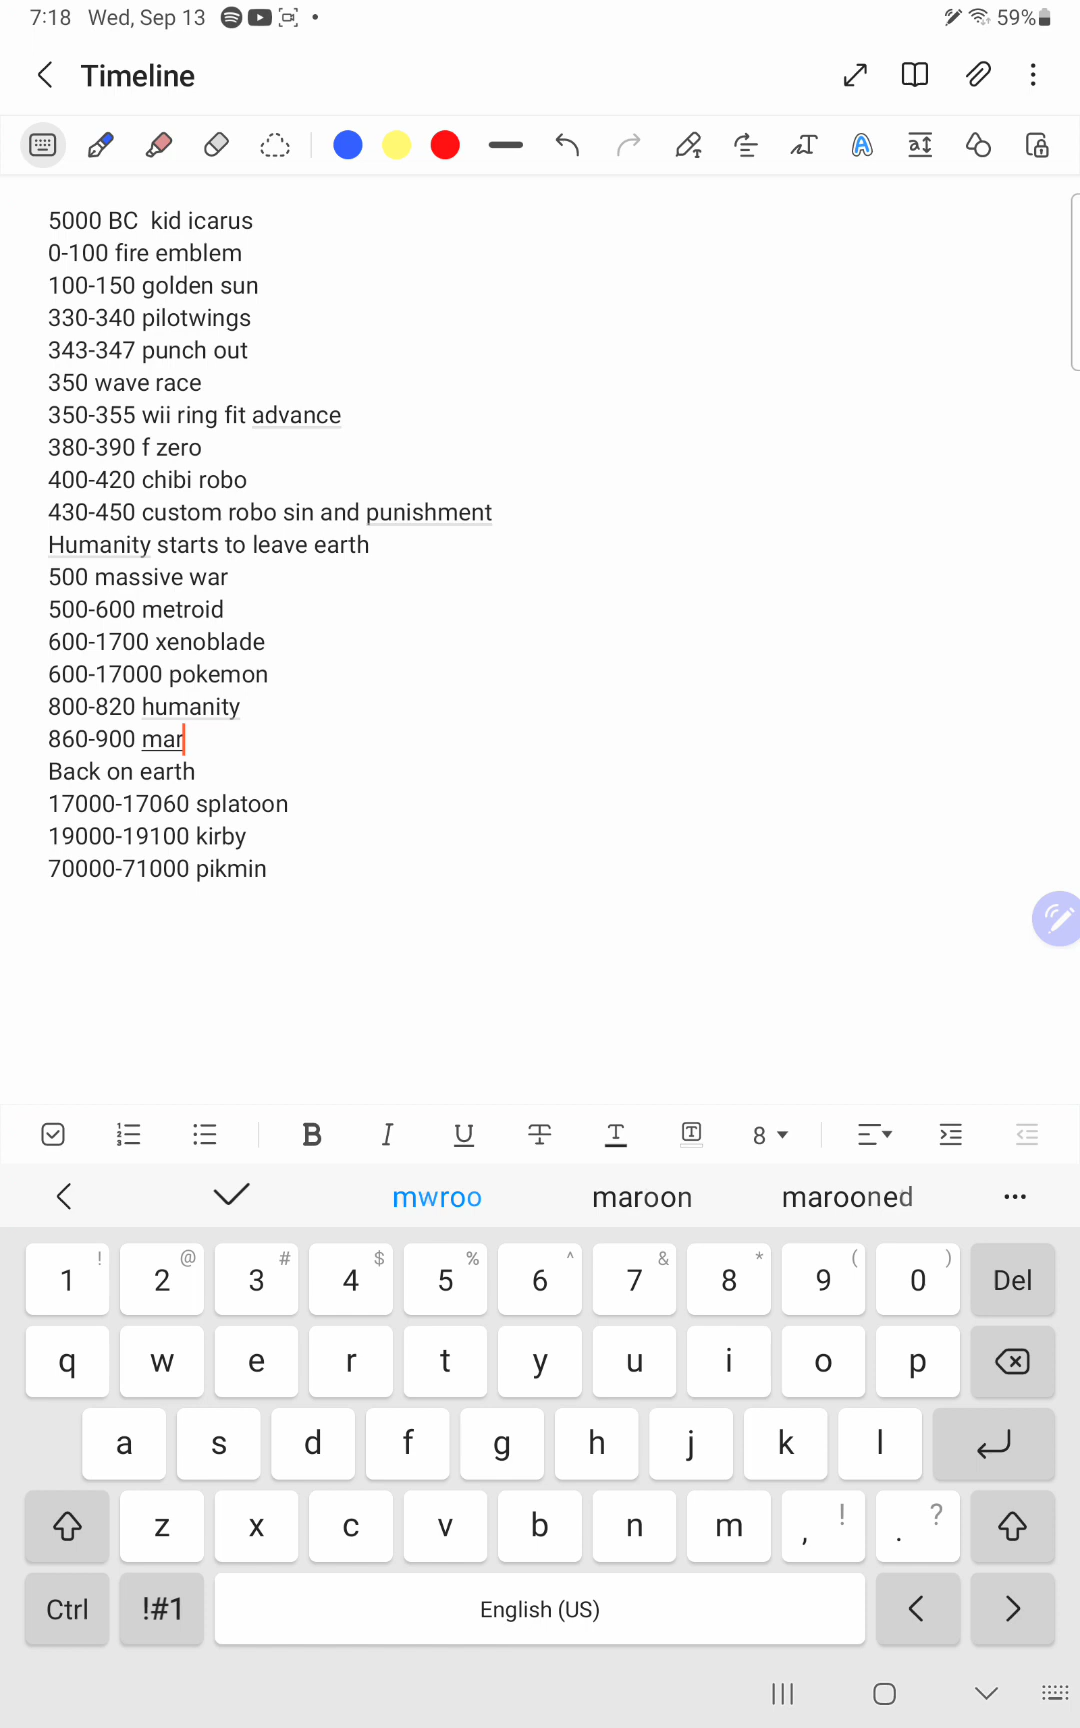 7:18 Wed, Sep 13 59%
Timeline
5000 BC  kid icarus
0-100 fire emblem
100-150 golden sun
330-340 pilotwings
343-347 punch out
350 wave race
350-355 wii ring fit advance
380-390 f zero
400-420 chibi robo
430-450 custom robo sin and punishment
Humanity starts to leave earth
500 massive war
500-600 metroid
600-1700 xenoblade
600-17000 pokemon
800-820 humanity
860-900 mar
Back on earth
17000-17060 splatoon
19000-19100 kirby
70000-71000 pikmin
B I U T T T 8
mwroo maroon marooned ...
! @ # $ % ^ & * ( )
1 2 3 4 5 6 7 8 9 0 Del
q w e r t y u i o p
a s d f g h j k l
z x c v b n m , ! . ?
Ctrl !#1 English (US) < >